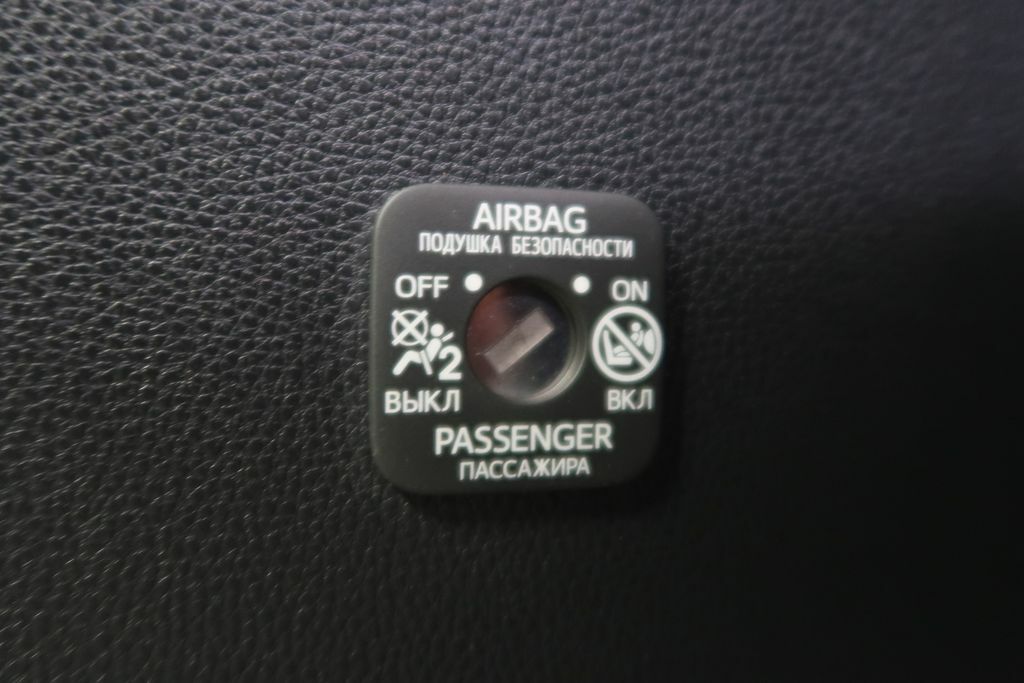 AIRBAG
ПОДУШКА БЕЗОПАСНОСТИ
OFF ON
2
ВЫКЛ ВКЛ
PASSENGER
ПАССАЖИРА